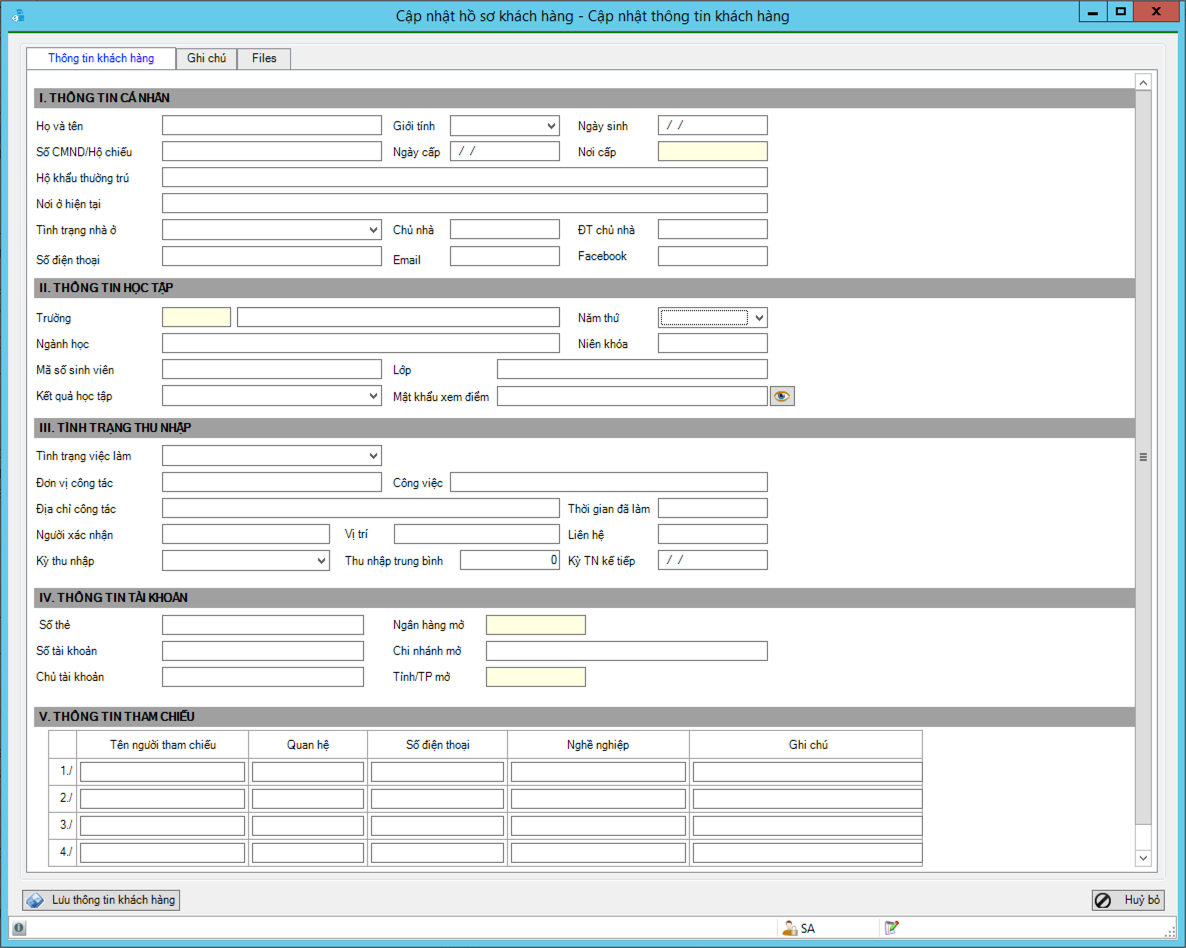 Cập nhật hồ sơ khách hàng - Cập nhật thông tin khách hàng
Thông tin khách hàng Ghi chú Files
I. THÔNG TIN CÁ NHÂN
Họ và tên Giới tính Ngày sinh / /
Số CMND/Hộ chiếu Ngày cấp / / Nơi cấp
Hộ khẩu thường trú
Nơi ở hiện tại
Tình trạng nhà ở Chủ nhà ĐT chủ nhà
Số điện thoại Email Facebook
II. THÔNG TIN HỌC TẬP
Trường Năm thứ
Ngành học Niên khóa
Mã số sinh viên Lớp
Kết quả học tập Mật khẩu xem điểm
III. TÌNH TRẠNG THU NHẬP
Tình trạng việc làm
Đơn vị công tác Công việc
Địa chỉ công tác Thời gian đã làm
Người xác nhận Vị trí Liên hệ
Kỳ thu nhập Thu nhập trung bình 0 Kỳ TN kế tiếp / /
IV. THÔNG TIN TÀI KHOẢN
Số thẻ Ngân hàng mở
Số tài khoản Chi nhánh mở
Chủ tài khoản Tỉnh/TP mở
V. THÔNG TIN THAM CHIẾU
Tên người tham chiếu Quan hệ Số điện thoại Nghề nghiệp Ghi chú
1./
2./
3./
4./
Lưu thông tin khách hàng Huỷ bỏ
SA